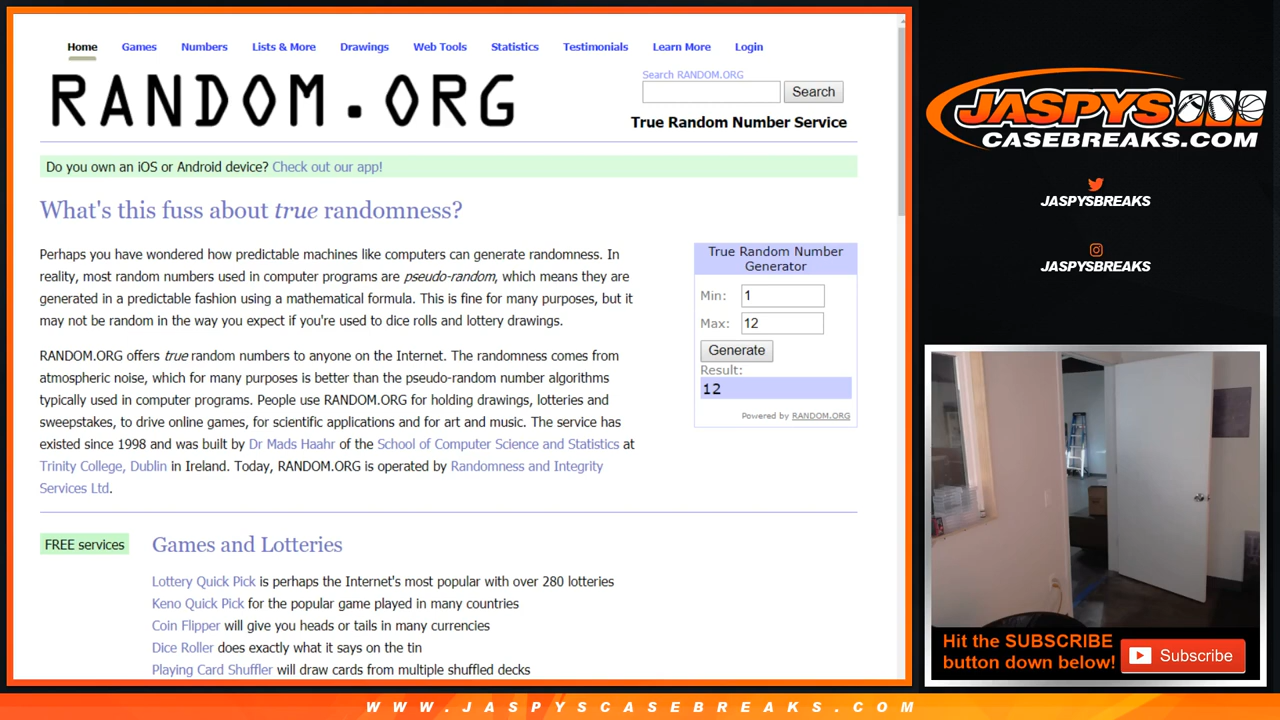 Home Games Numbers Lists & More Drawings Web Tools Statistics Testimonials Learn More Login
RANDOM.ORG
Search RANDOM.ORG
Search
True Random Number Service
Do you own an iOS or Android device? Check out our app!
What's this fuss about true randomness?
Perhaps you have wondered how predictable machines like computers can generate randomness. In
reality, most random numbers used in computer programs are pseudo-random, which means they are
generated in a predictable fashion using a mathematical formula. This is fine for many purposes, but it
may not be random in the way you expect if you're used to dice rolls and lottery drawings.
RANDOM.ORG offers true random numbers to anyone on the Internet. The randomness comes from
atmospheric noise, which for many purposes is better than the pseudo-random number algorithms
typically used in computer programs. People use RANDOM.ORG for holding drawings, lotteries and
sweepstakes, to drive online games, for scientific applications and for art and music. The service has
existed since 1998 and was built by Dr Mads Haahr of the School of Computer Science and Statistics at
Trinity College, Dublin in Ireland. Today, RANDOM.ORG is operated by Randomness and Integrity
Services Ltd.
True Random Number
Generator
Min: 1
Max: 12
Generate
Result:
12
Powered by RANDOM.ORG
FREE services
Games and Lotteries
Lottery Quick Pick is perhaps the Internet's most popular with over 280 lotteries
Keno Quick Pick for the popular game played in many countries
Coin Flipper will give you heads or tails in many currencies
Dice Roller does exactly what it says on the tin
Playing Card Shuffler will draw cards from multiple shuffled decks
JASPYS
CASEBREAKS.COM
JASPYSBREAKS
JASPYSBREAKS
Hit the SUBSCRIBE
button down below!
Subscribe
WWW.JASPYSCASEBREAKS.COM